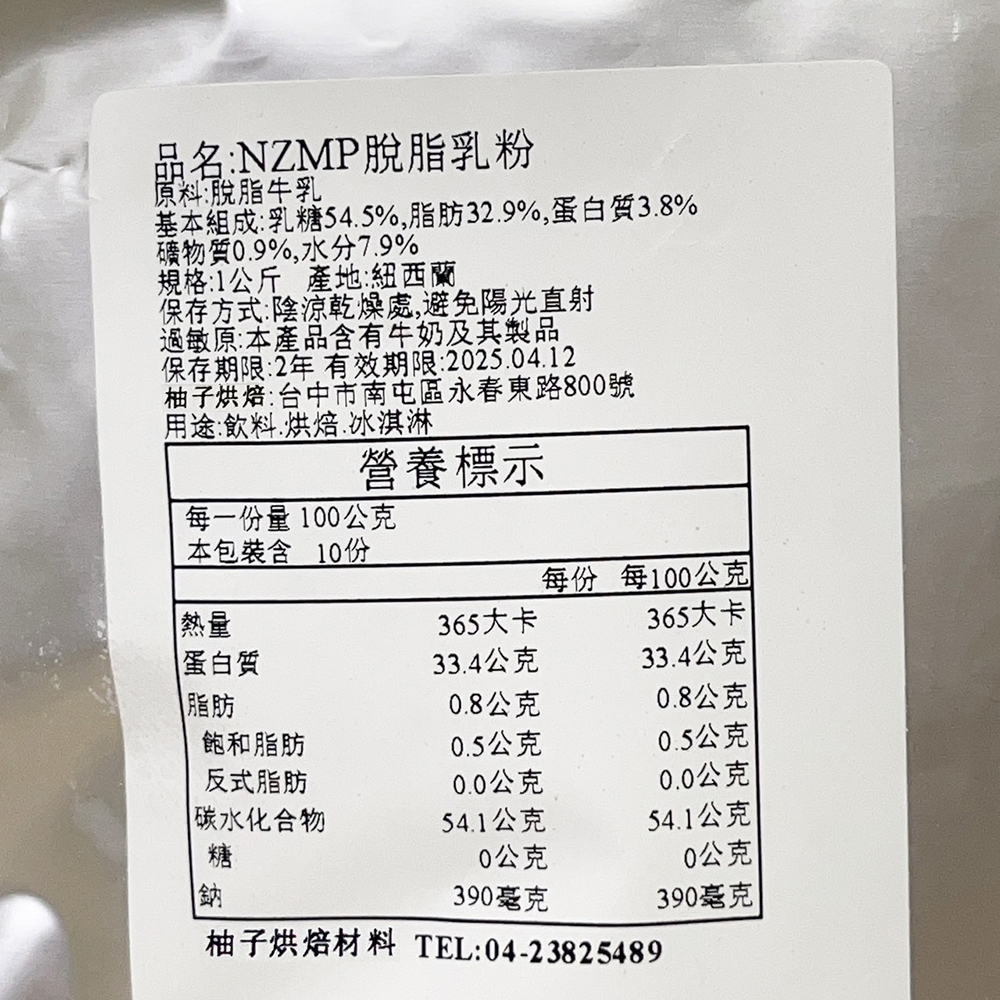 品名:NZMP脫脂乳粉
原料:脫脂牛乳
基本組成:乳糖54.5%,脂肪32.9%,蛋白質3.8%
礦物質0.9%,水分7.9%
規格:1公斤 產地:紐西蘭
保存方式:陰涼乾燥處,避免陽光直射
過敏原:本產品含有牛奶及其製品
保存期限:2年 有效期限:2025.04.12
柚子烘焙:台中市南屯區永春東路800號
用途:飲料.烘焙.冰淇淋
營養標示
每一份量 100公克
本包裝含 10份
每份 每100公克
熱量 365大卡 365大卡
蛋白質 33.4公克 33.4公克
脂肪 0.8公克 0.8公克
飽和脂肪 0.5公克 0.5公克
反式脂肪 0.0公克 0.0公克
碳水化合物 54.1公克 54.1公克
糖 0公克 0公克
鈉 390毫克 390毫克
柚子烘焙材料 TEL:04-23825489